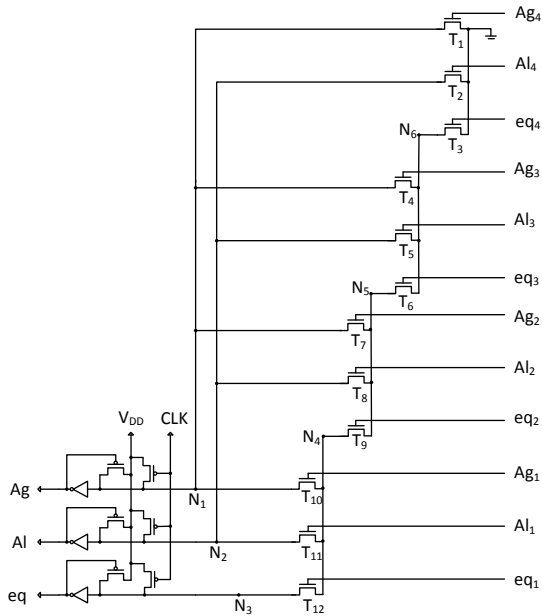 Ag₄
T₁
Al₄
T₂
eq₄
N₆
T₃
Ag₃
T₄
Al₃
T₅
eq₃
N₅
T₆
Ag₂
T₇
Al₂
T₈
V_DD CLK
eq₂
N₄
T₉
Ag
N₁
Ag₁
T₁₀
Al
N₂
Al₁
T₁₁
eq
N₃
eq₁
T₁₂